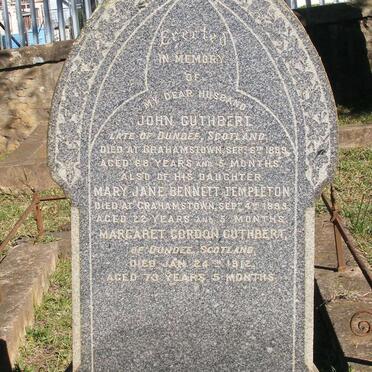 Erected
IN MEMORY
OF
MY DEAR HUSBAND
JOHN CUTHBERT
LATE OF DUNDEE, SCOTLAND,
DIED AT GRAHAMSTOWN, SEPT 6TH 1889,
AGED 68 YEARS AND 5 MONTHS.
ALSO OF HIS DAUGHTER
MARY JANE BENNETT TEMPLETON
DIED AT GRAHAMSTOWN, SEPT 4TH 1883,
AGED 22 YEARS AND 5 MONTHS.
MARGARET GORDON CUTHBERT,
OF DUNDEE, SCOTLAND,
DIED JAN. 24TH 1912,
AGED 70 YEARS, 5 MONTHS.